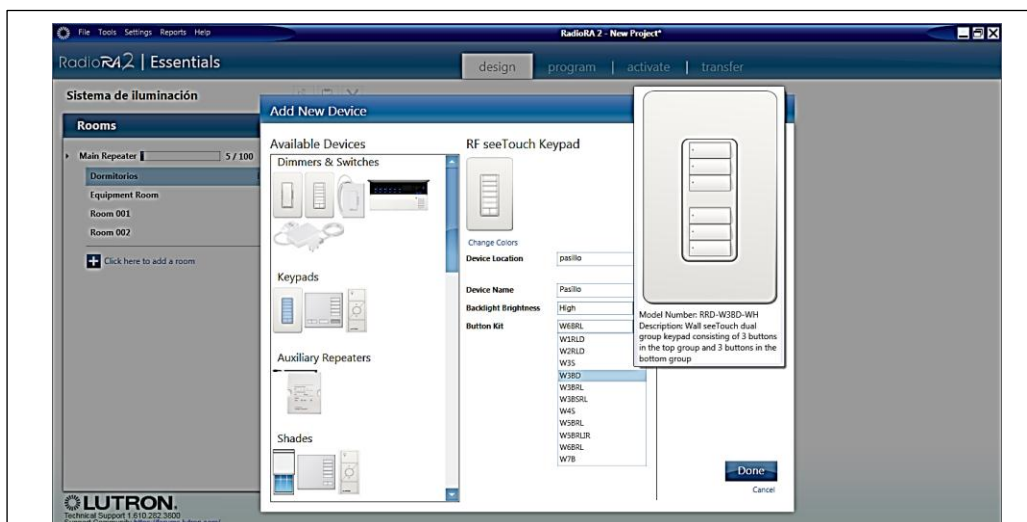 File Tools Settings Reports Help
RadioRA 2 - New Project*
RadioRA2 | Essentials
design program | activate | transfer
Sistema de iluminación
Rooms
Main Repeater 5 / 100
Dormitorios
Equipment Room
Room 001
Room 002
Click here to add a room
Add New Device
Available Devices
Dimmers & Switches
Keypads
Auxiliary Repeaters
Shades
RF seeTouch Keypad
Change Colors
Device Location pasillo
Device Name Pasillo
Backlight Brightness High
Button Kit W6BRL
W1RLD
W2RLD
W3S
W3BD
W3BRL
W3BSRL
W4S
W5BRL
W5BRLIR
W6BRL
W7B
Model Number: RRD-W3BD-WH
Description: Wall seeTouch dual
group keypad consisting of 3 buttons
in the top group and 3 buttons in the
bottom group
Done
Cancel
LUTRON.
Technical Support 1.610.282.3800